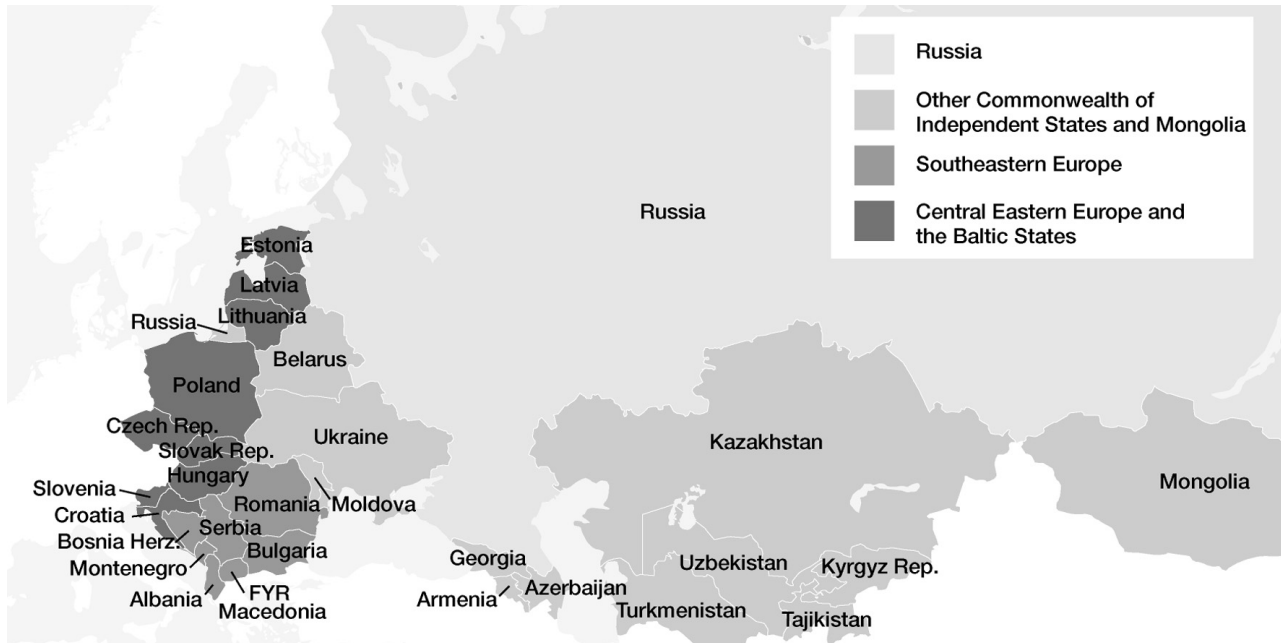 Russia
Other Commonwealth of
Independent States and Mongolia
Southeastern Europe
Central Eastern Europe and
the Baltic States
Russia
Estonia
Latvia
Lithuania
Russia
Belarus
Poland
Czech Rep.
Ukraine
Kazakhstan
Slovak Rep.
Hungary
Mongolia
Slovenia
Romania
Moldova
Croatia
Serbia
Bosnia Herz.
Bulgaria
Montenegro
Georgia
Uzbekistan
Kyrgyz Rep.
Albania
FYR
Macedonia
Armenia
Azerbaijan
Turkmenistan
Tajikistan